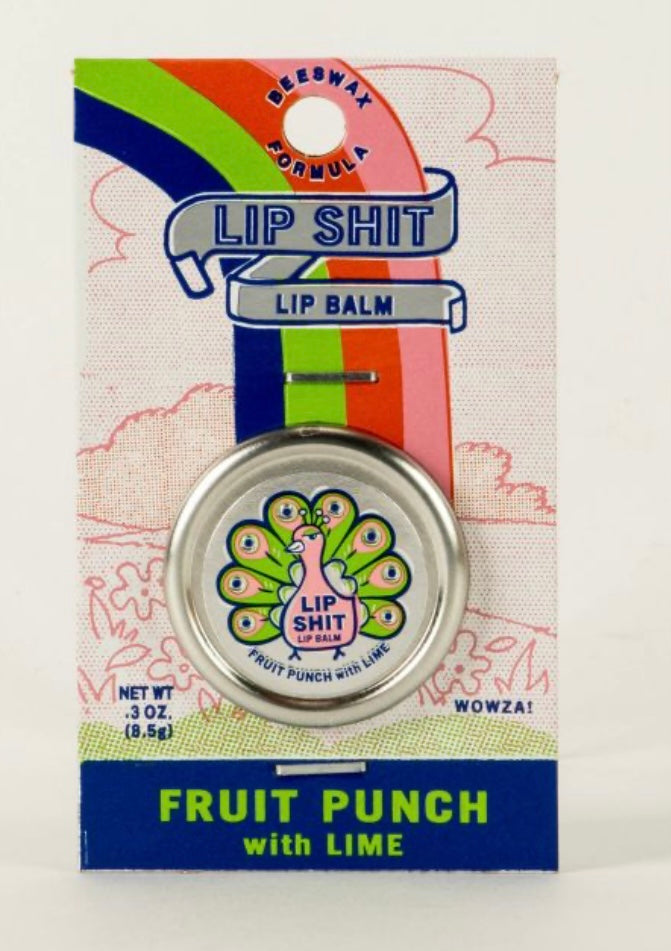 BEESWAX
FORMULA
LIP SHIT
LIP BALM
LIP
SHIT
LIP BALM
FRUIT PUNCH with LIME
NET WT
.3 OZ.
(8.5g)
WOWZA!
FRUIT PUNCH
with LIME